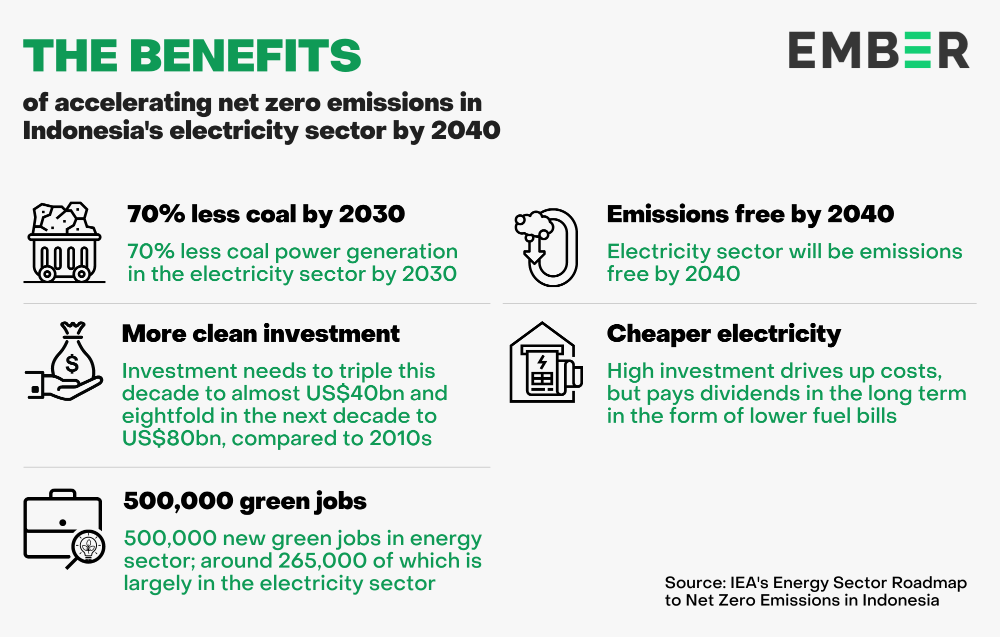 THE BENEFITS
EMBER
of accelerating net zero emissions in
Indonesia's electricity sector by 2040
70% less coal by 2030
70% less coal power generation
in the electricity sector by 2030
Emissions free by 2040
Electricity sector will be emissions
free by 2040
More clean investment
Investment needs to triple this
decade to almost US$40bn and
eightfold in the next decade to
US$80bn, compared to 2010s
$
Cheaper electricity
High investment drives up costs,
but pays dividends in the long term
in the form of lower fuel bills
500,000 green jobs
500,000 new green jobs in energy
sector; around 265,000 of which is
largely in the electricity sector
Source: IEA's Energy Sector Roadmap
to Net Zero Emissions in Indonesia